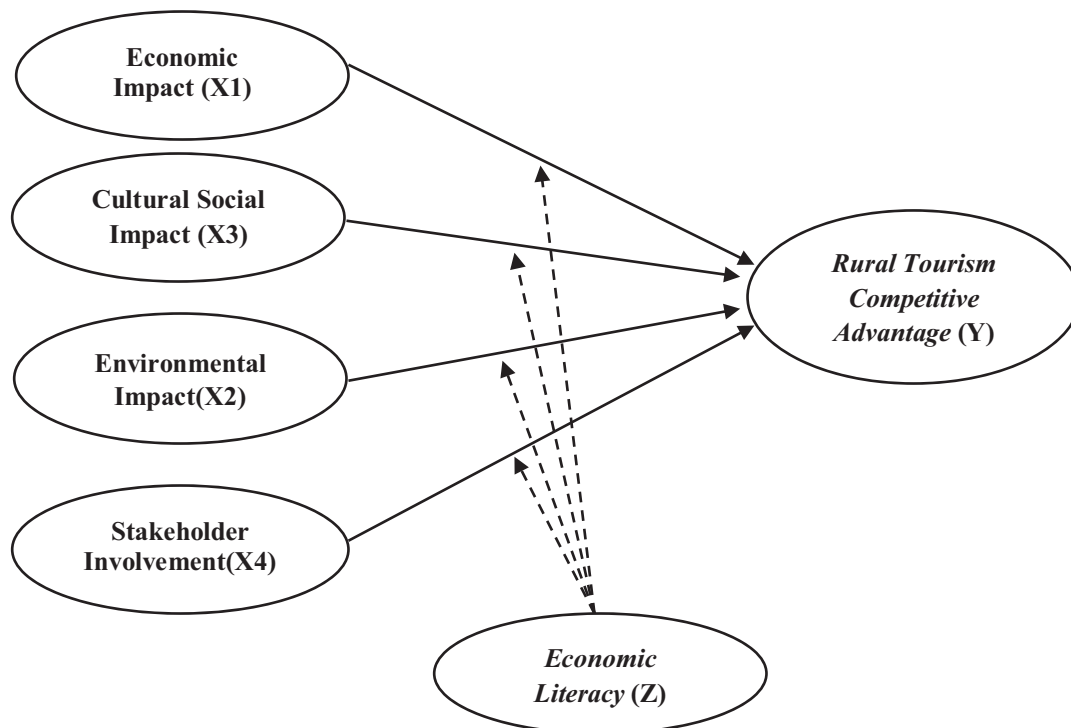 Economic
Impact (X1)
Cultural Social
Impact (X3)
Rural Tourism
Competitive
Advantage (Y)
Environmental
Impact(X2)
Stakeholder
Involvement(X4)
Economic
Literacy (Z)